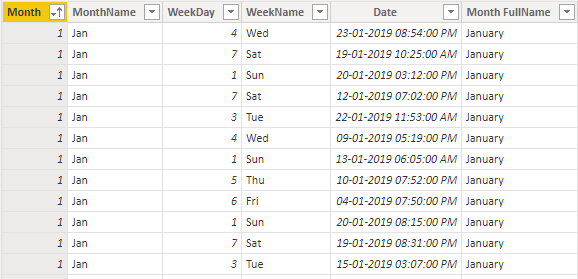 Month MonthName WeekDay WeekName Date Month FullName
1 Jan 4 Wed 23-01-2019 08:54:00 PM January
1 Jan 7 Sat 19-01-2019 10:25:00 AM January
1 Jan 1 Sun 20-01-2019 03:12:00 PM January
1 Jan 7 Sat 12-01-2019 07:02:00 PM January
1 Jan 3 Tue 22-01-2019 11:53:00 AM January
1 Jan 4 Wed 09-01-2019 05:19:00 PM January
1 Jan 1 Sun 13-01-2019 06:05:00 AM January
1 Jan 5 Thu 10-01-2019 07:52:00 PM January
1 Jan 6 Fri 04-01-2019 07:50:00 PM January
1 Jan 1 Sun 20-01-2019 08:15:00 PM January
1 Jan 7 Sat 19-01-2019 08:31:00 PM January
1 Jan 3 Tue 15-01-2019 03:07:00 PM January